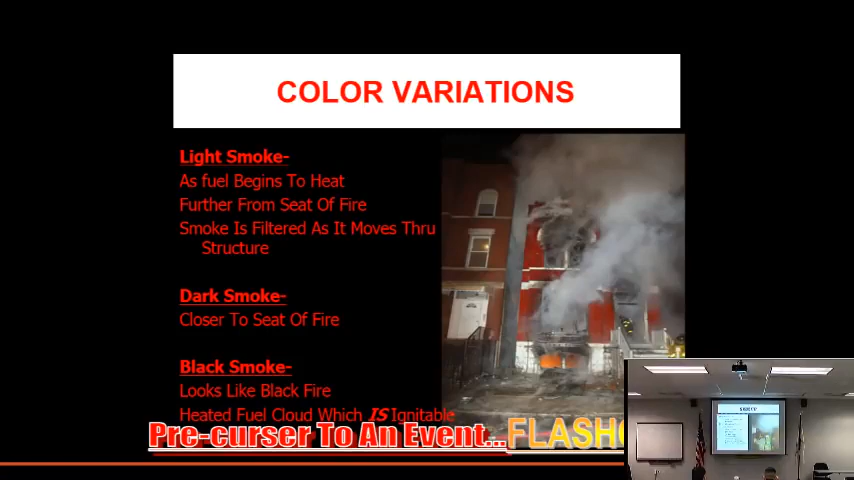 COLOR VARIATIONS
Light Smoke-
As fuel Begins To Heat
Further From Seat Of Fire
Smoke Is Filtered As It Moves Thru
Structure
Dark Smoke-
Closer To Seat Of Fire
Black Smoke-
Looks Like Black Fire
Heated Fuel Cloud Which IS Ignitable
Pre-curser To An Event...FLASH